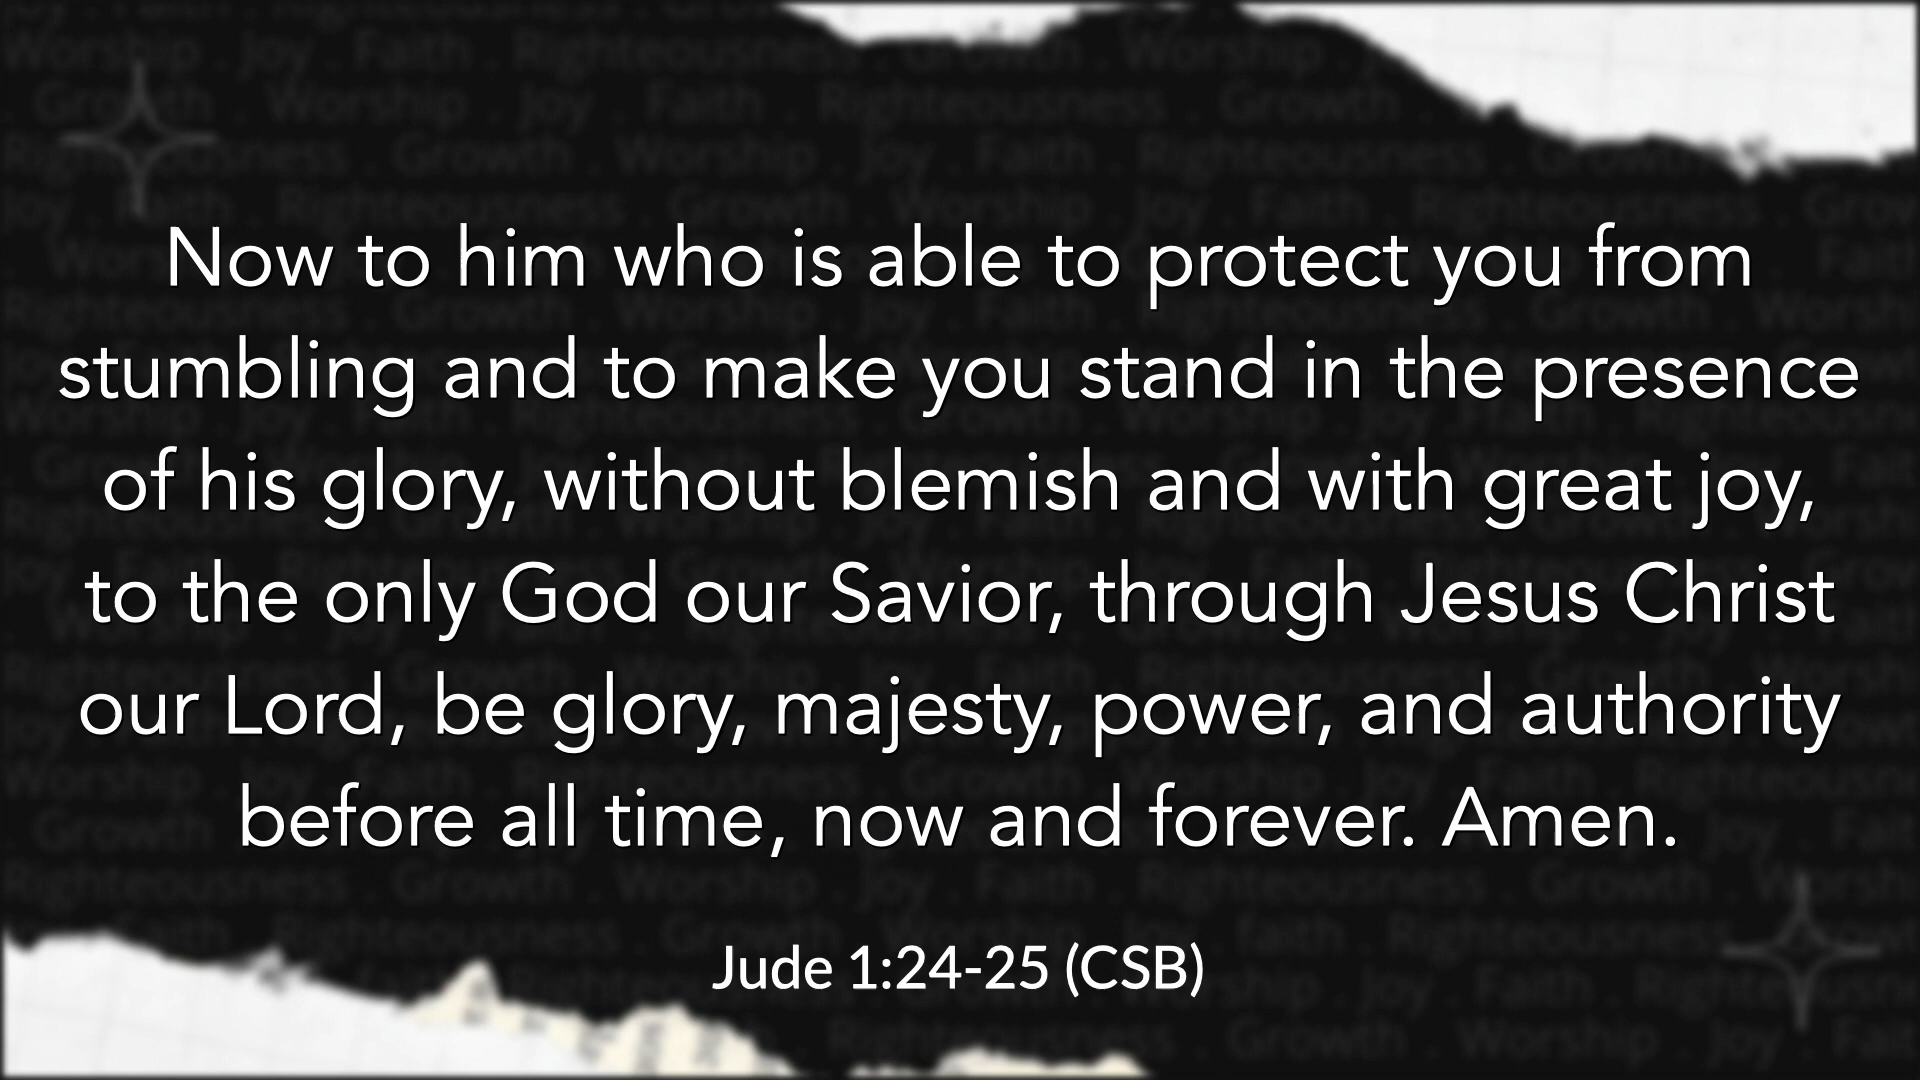 Now to him who is able to protect you from
stumbling and to make you stand in the presence
of his glory, without blemish and with great joy,
to the only God our Savior, through Jesus Christ
our Lord, be glory, majesty, power, and authority
before all time, now and forever. Amen.
Jude 1:24-25 (CSB)